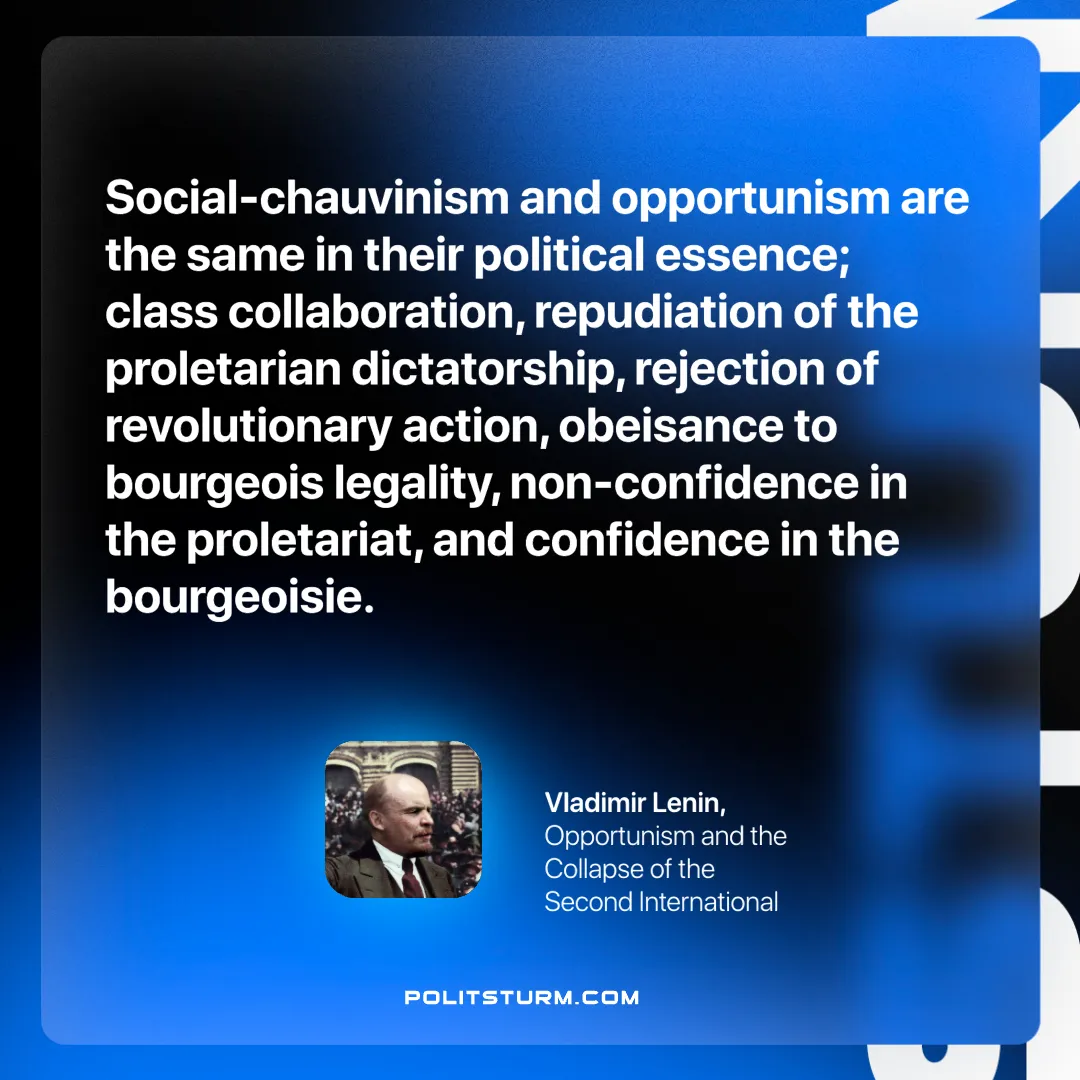 Social-chauvinism and opportunism are
the same in their political essence;
class collaboration, repudiation of the
proletarian dictatorship, rejection of
revolutionary action, obeisance to
bourgeois legality, non-confidence in
the proletariat, and confidence in the
bourgeoisie.
Vladimir Lenin,
Opportunism and the
Collapse of the
Second International
POLITSTURM.COM